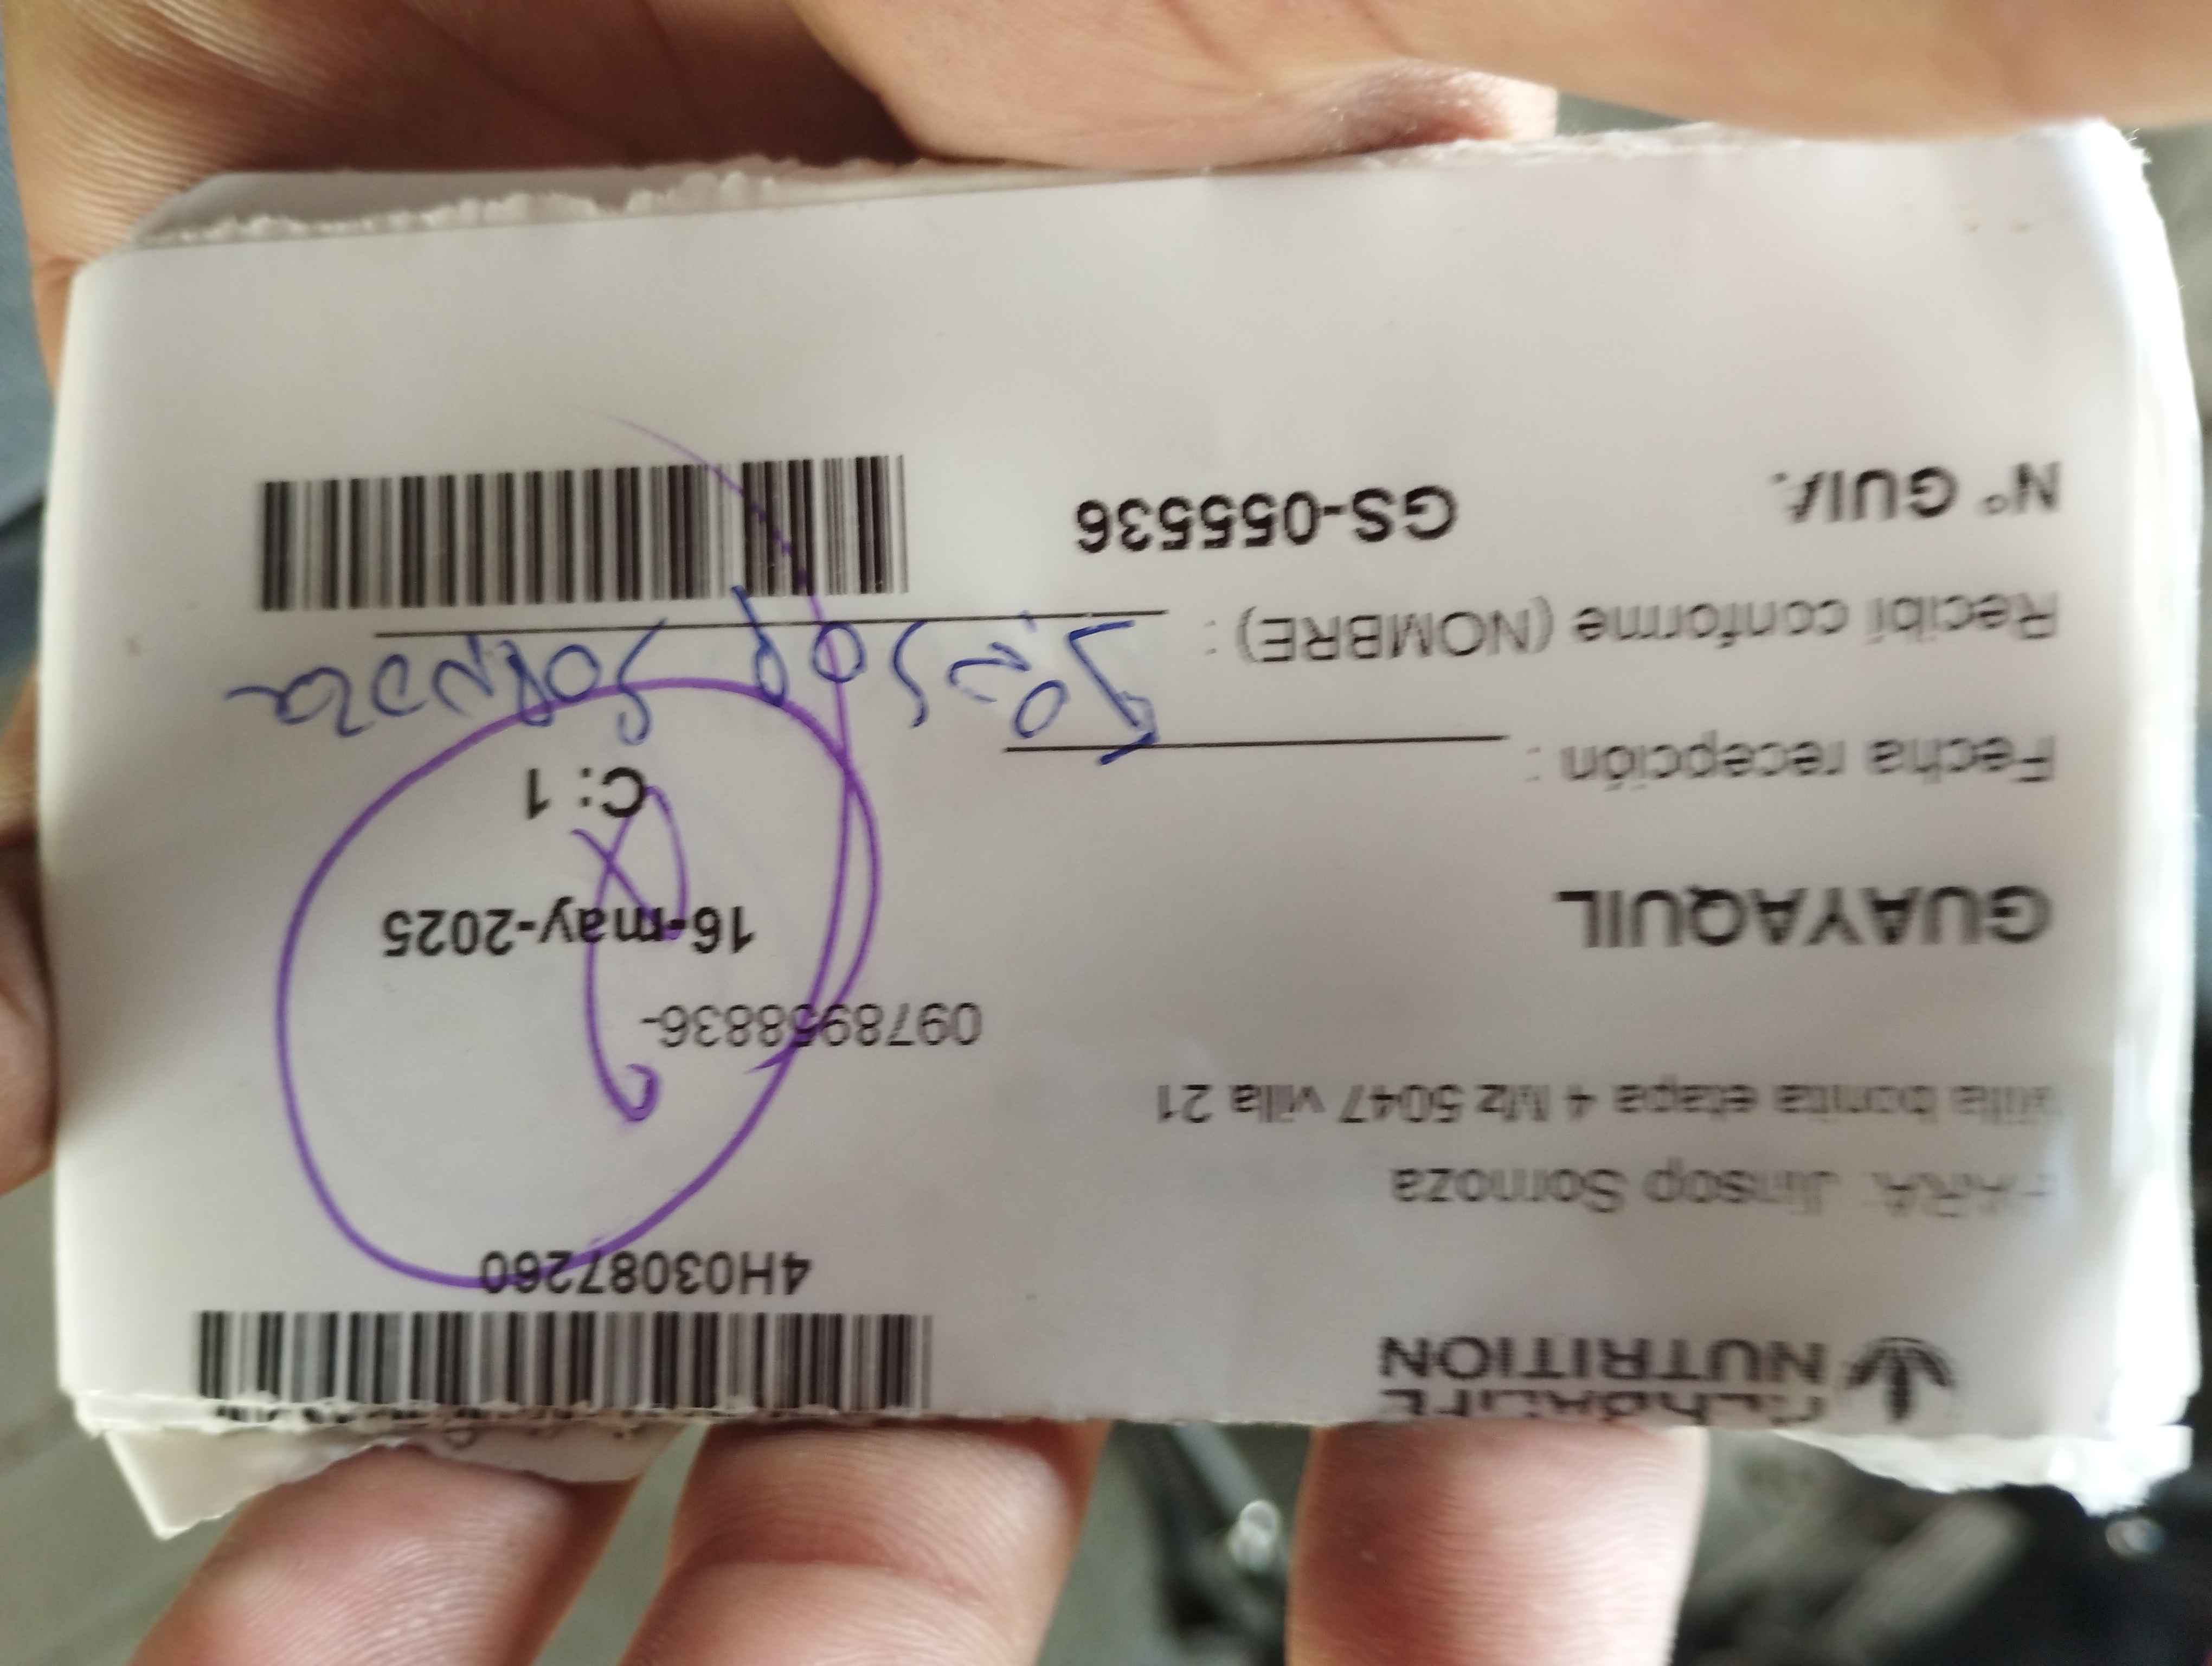 HERBALIFE
NUTRITION
4H03087260
PARA: Jinsop Somoza
Villa bonita etapa 4 Mz 5047 villa 21
0978958836-
GUAYAQUIL
16-may-2025
C: 1
Fecha recepción :
Recibí conforme (NOMBRE) :
N° GUIA
GS-055536